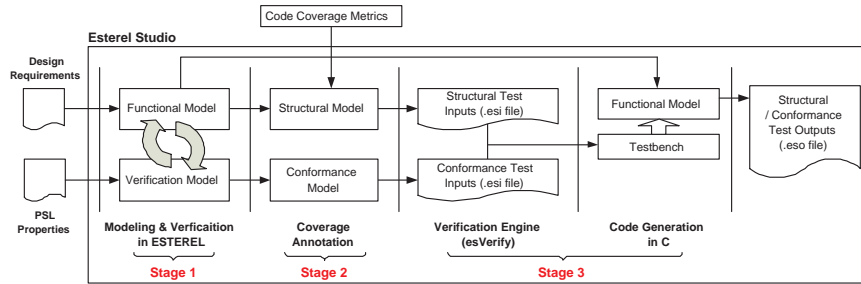 Code Coverage Metrics
Esterel Studio
Design
Requirements
Functional Model
Structural Model
Structural Test
Inputs (.esi file)
Functional Model
Structural
/ Conformance
Test Outputs
(.eso file)
Testbench
Verification Model
Conformance
Model
Conformance Test
Inputs (.esi file)
PSL
Properties
Modeling & Verficaition
in ESTEREL
Coverage
Annotation
Verification Engine
(esVerify)
Code Generation
in C
Stage 1
Stage 2
Stage 3